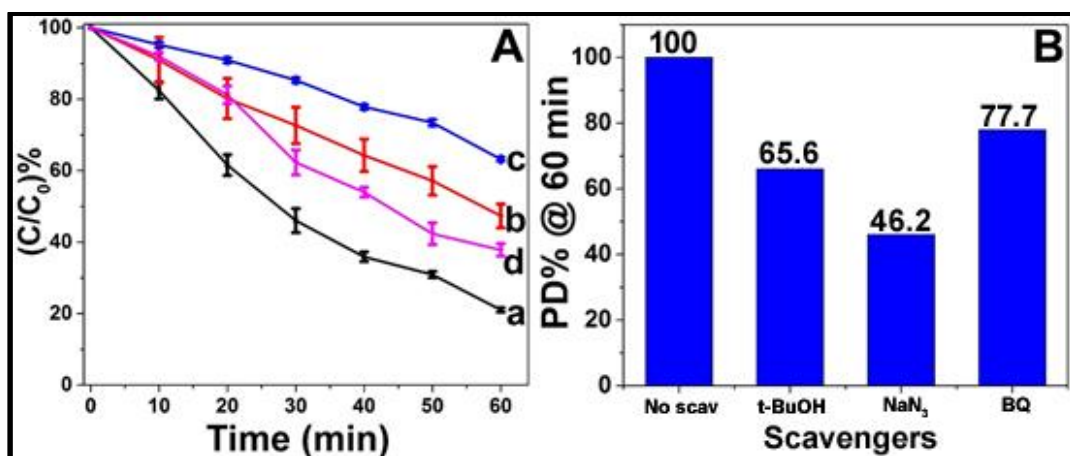 A
(C/C₀)%
100
80
60
40
20
0
c
b
d
a
0 10 20 30 40 50 60
Time (min)
B
PD% @ 60 min
100
80
60
40
20
0
100
65.6
46.2
77.7
No scav t-BuOH NaN₃ BQ
Scavengers